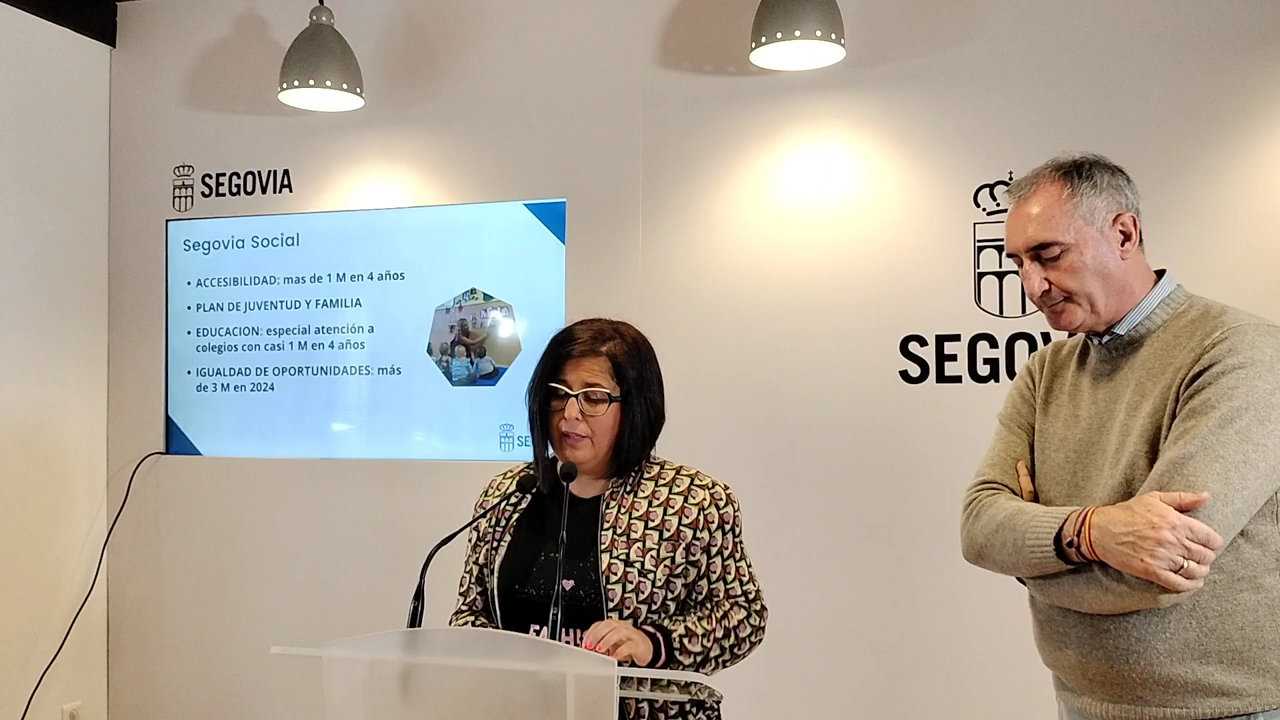 SEGOVIA
Segovia Social
• ACCESIBILIDAD: mas de 1 M en 4 años
• PLAN DE JUVENTUD Y FAMILIA
• EDUCACION: especial atención a
colegios con casi 1 M en 4 años
• IGUALDAD DE OPORTUNIDADES: más
de 3 M en 2024